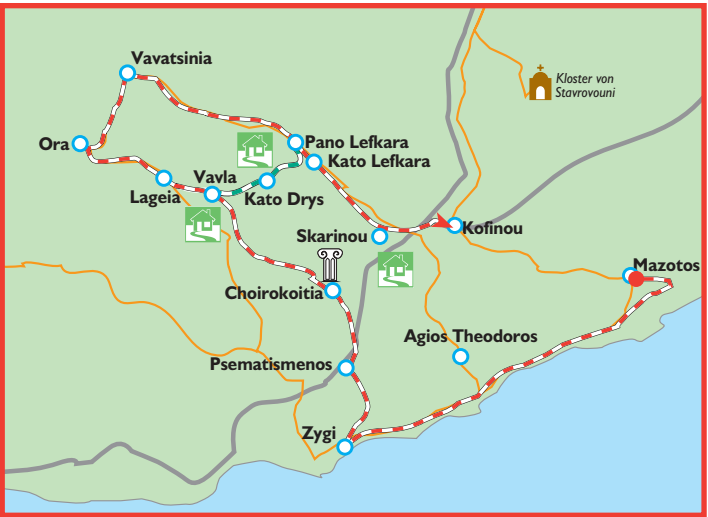 Vavatsinia
Kloster von
Stavrovouni
Ora
Pano Lefkara
Kato Lefkara
Lageia
Vavla
Kato Drys
Skarinou
Kofinou
Mazotos
Choirokoitia
Agios Theodoros
Psematismenos
Zygi